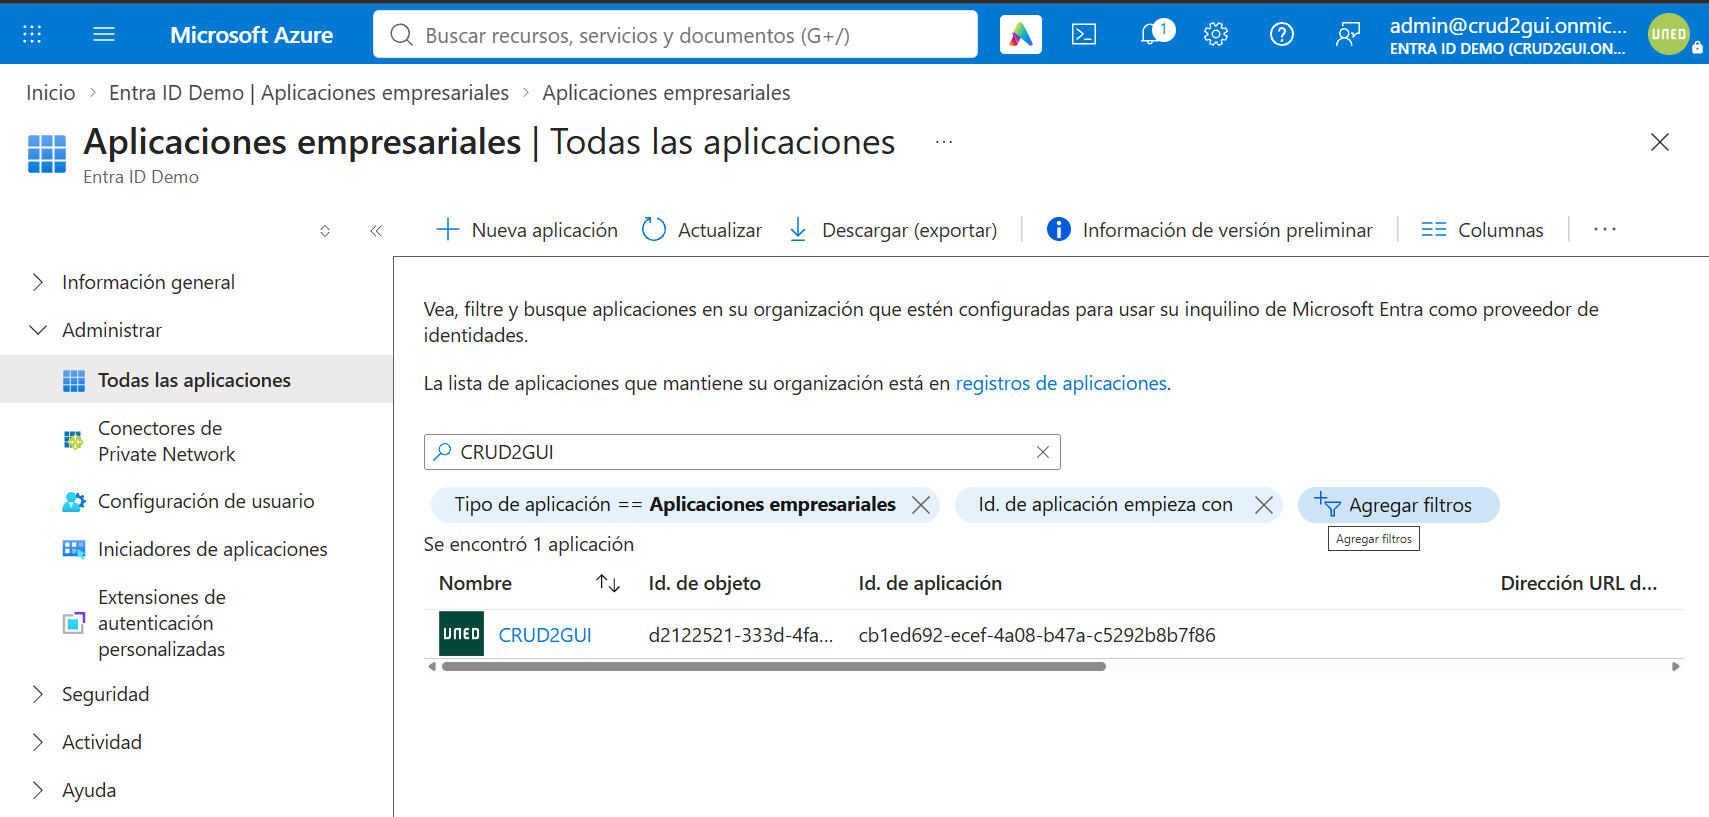 Microsoft Azure
Buscar recursos, servicios y documentos (G+/)
1
admin@crud2gui.onmic...
ENTRA ID DEMO (CRUD2GUI.ON...
UNED
Inicio > Entra ID Demo | Aplicaciones empresariales > Aplicaciones empresariales
Aplicaciones empresariales | Todas las aplicaciones ...
Entra ID Demo
Nueva aplicación
Actualizar
Descargar (exportar)
Información de versión preliminar
Columnas
Información general
Administrar
Todas las aplicaciones
Conectores de
Private Network
Configuración de usuario
Iniciadores de aplicaciones
Extensiones de
autenticación
personalizadas
Seguridad
Actividad
Ayuda
Vea, filtre y busque aplicaciones en su organización que estén configuradas para usar su inquilino de Microsoft Entra como proveedor de
identidades.
La lista de aplicaciones que mantiene su organización está en registros de aplicaciones.
CRUD2GUI
Tipo de aplicación == Aplicaciones empresariales
Id. de aplicación empieza con
Agregar filtros
Agregar filtros
Se encontró 1 aplicación
Nombre
Id. de objeto
Id. de aplicación
Dirección URL d...
UNED
CRUD2GUI
d2122521-333d-4fa...
cb1ed692-ecef-4a08-b47a-c5292b8b7f86